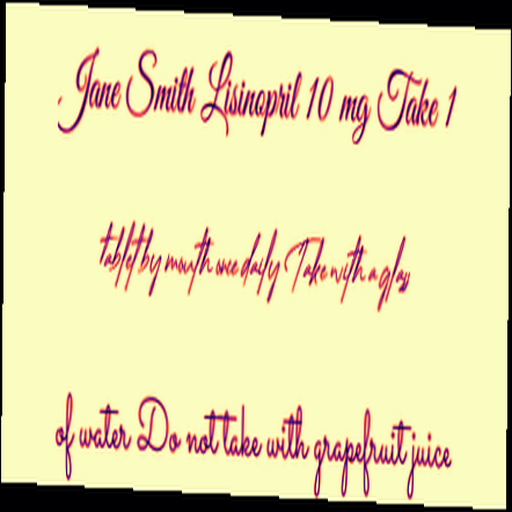 Jane Smith Lisinopril 10 mg Take 1
tablet by mouth once daily Take with a glass
of water Do not take with grapefruit juice